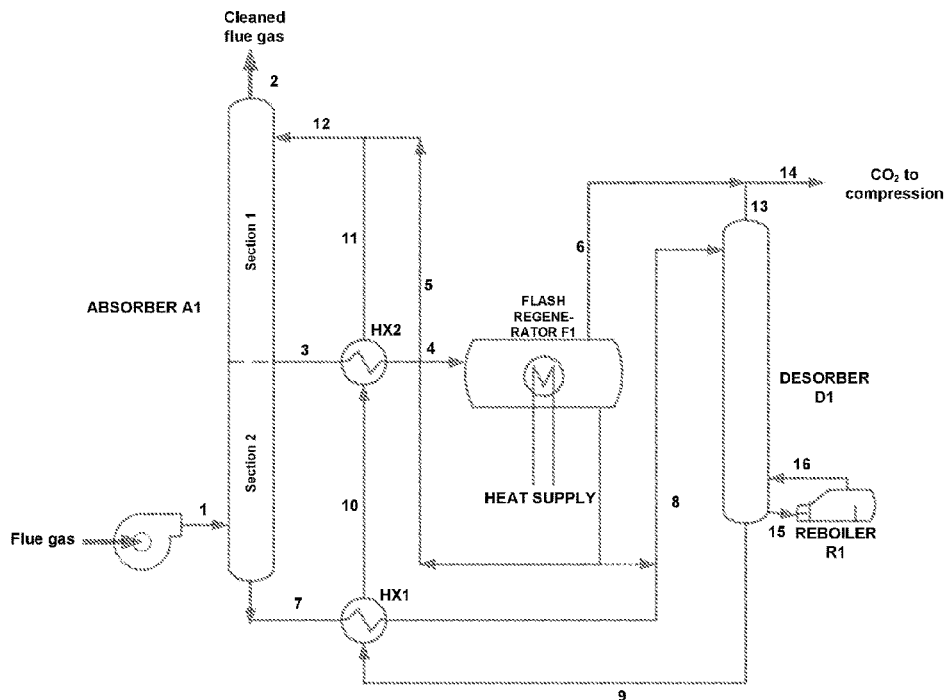 Cleaned
flue gas
2
12
14
CO₂ to
compression
13
Section 1
11
6
5
ABSORBER A1
FLASH
REGENE-
RATOR F1
HX2
3
4
DESORBER
D1
Section 2
16
HEAT SUPPLY
10
8
1
Flue gas
15
REBOILER
R1
HX1
7
9